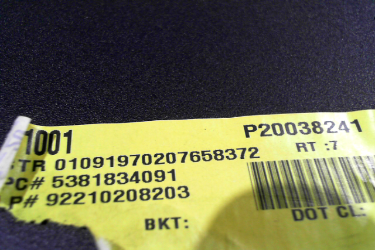 1001 P20038241
TR 01091970207658372 RT :7
PC# 5381834091
P# 92210208203
BKT: DOT CL: